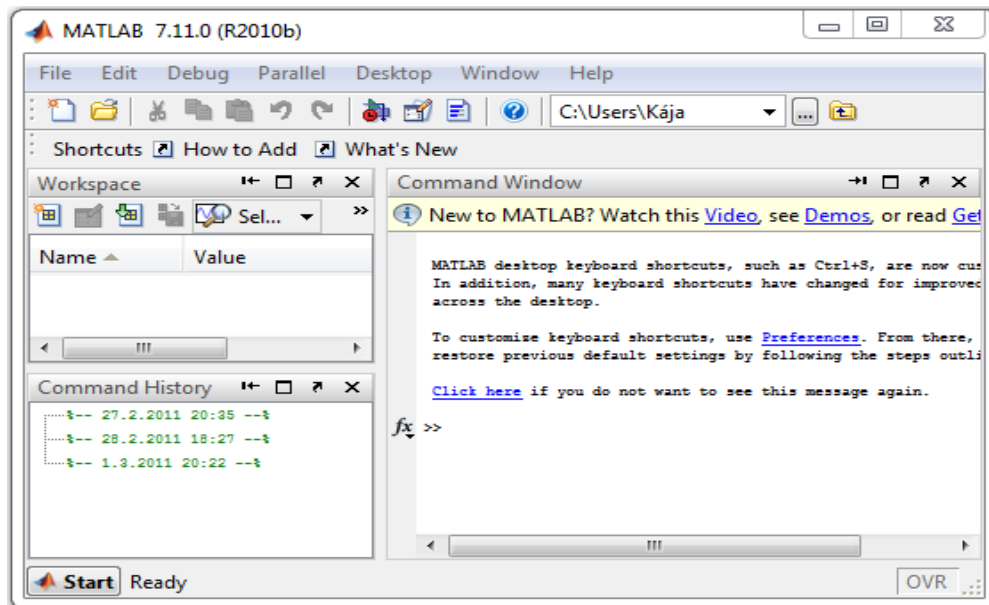 MATLAB 7.11.0 (R2010b)
File Edit Debug Parallel Desktop Window Help
C:\Users\Kája ...
Shortcuts How to Add What's New
Workspace
Sel... »
Name Value
Command History
%-- 27.2.2011 20:35 --%
%-- 28.2.2011 18:27 --%
%-- 1.3.2011 20:22 --%
Command Window
New to MATLAB? Watch this Video, see Demos, or read Get
MATLAB desktop keyboard shortcuts, such as Ctrl+S, are now cus
In addition, many keyboard shortcuts have changed for improved
across the desktop.
To customize keyboard shortcuts, use Preferences. From there,
restore previous default settings by following the steps outli
Click here if you do not want to see this message again.
fx >>
Start Ready
OVR